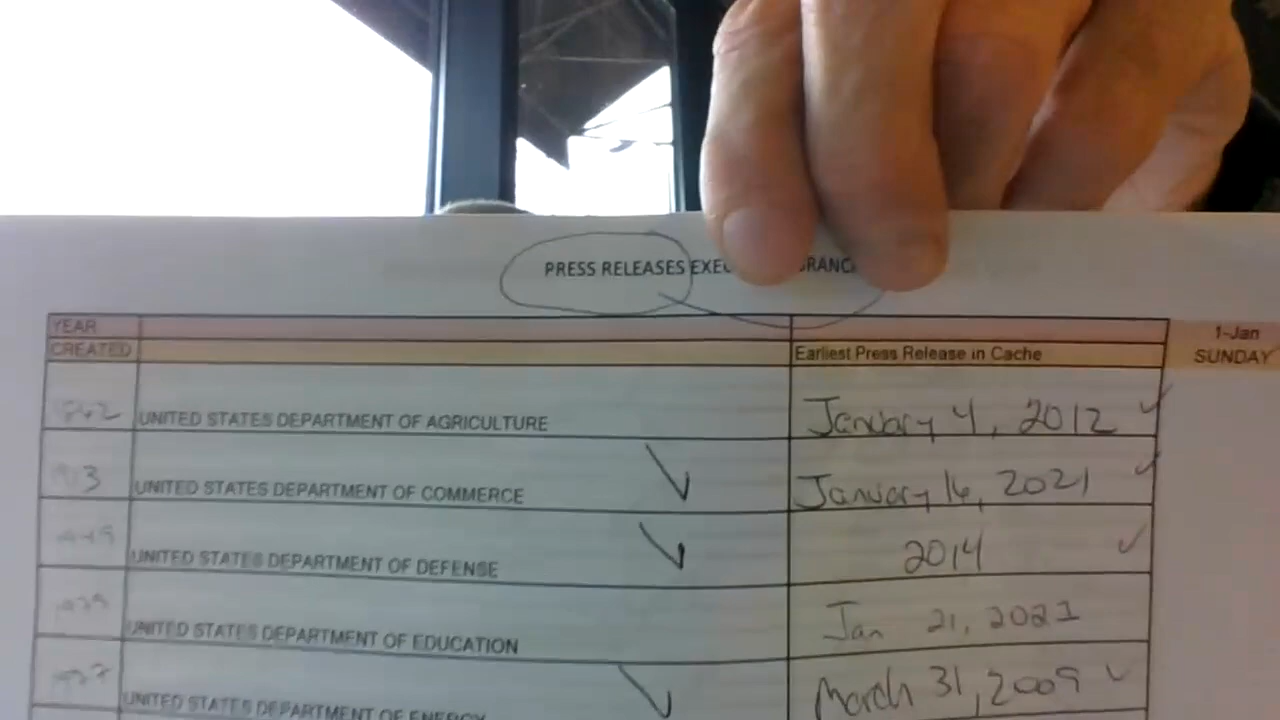 PRESS RELEASES
YEAR
CREATED
Earliest Press Release in Cache
1-Jan
SUNDAY
UNITED STATES DEPARTMENT OF AGRICULTURE
January 4, 2012
UNITED STATES DEPARTMENT OF COMMERCE
January 16, 2021
UNITED STATES DEPARTMENT OF DEFENSE
2014
UNITED STATES DEPARTMENT OF EDUCATION
Jan 21, 2021
UNITED STATES DEPARTMENT OF ENERGY
March 31, 2009